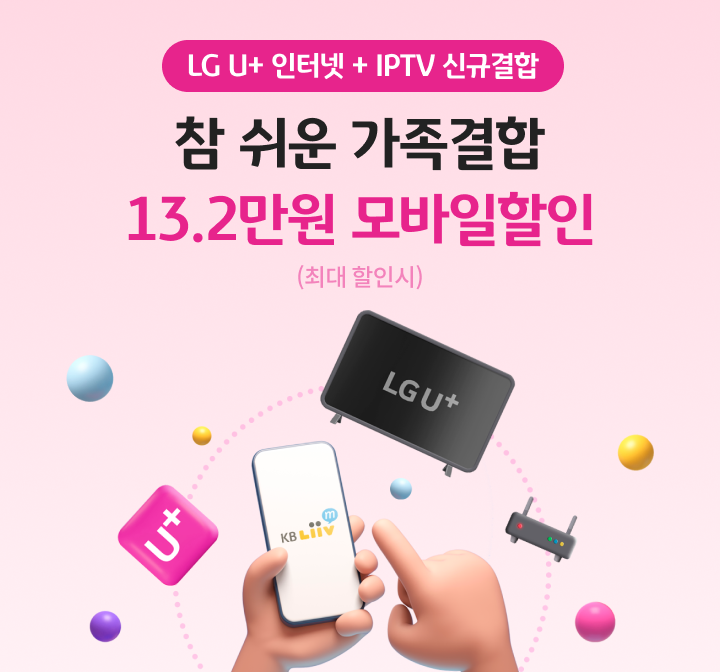 LG U+ 인터넷 + IPTV 신규결합
참 쉬운 가족결합
13.2만원 모바일할인
(최대 할인시)
LG U+
U+
KB Liiv m